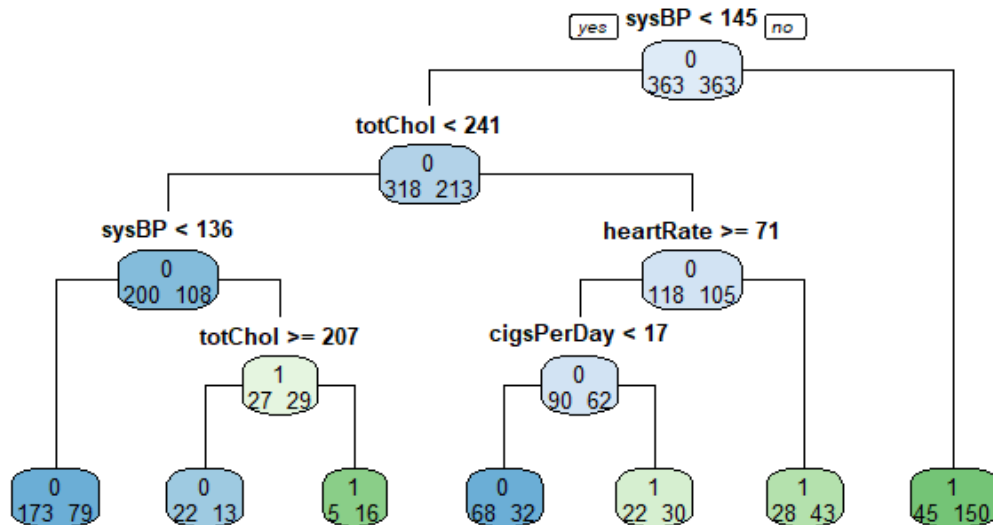 yes sysBP < 145 no
0
363 363
totChol < 241
0
318 213
sysBP < 136 heartRate >= 71
0 0
200 108 118 105
totChol >= 207 cigsPerDay < 17
1 0
27 29 90 62
0 0 1 0 1 1 1
173 79 22 13 5 16 68 32 22 30 28 43 45 150